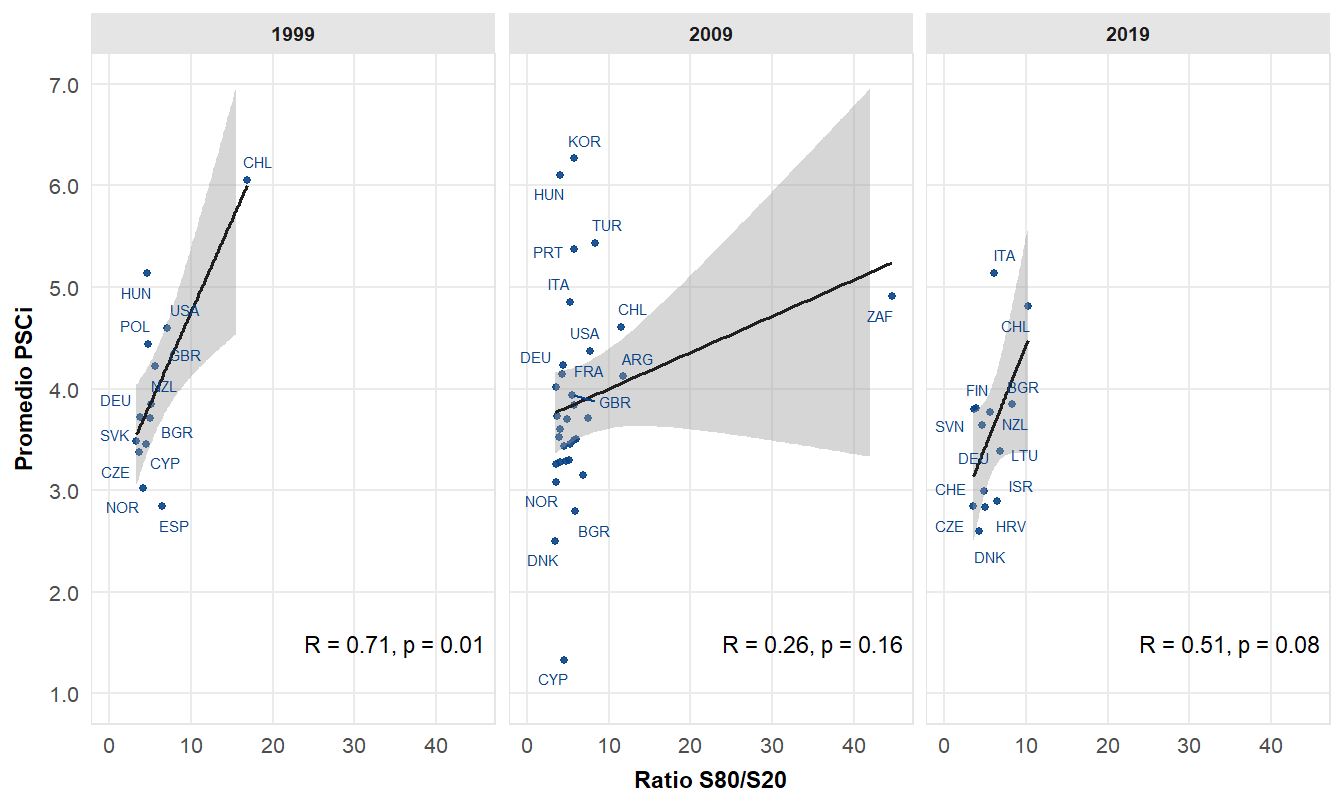 1999 2009 2019
7.0
6.0
5.0
4.0
3.0
2.0
1.0
Promedio PSCi
CHL
HUN
USA
POL
GBR
NZL
DEU
SVK
BGR
CYP
CZE
NOR
ESP
R = 0.71, p = 0.01
0 10 20 30 40
KOR
HUN
TUR
PRT
ITA
CHL
USA
DEU
ARG
FRA
GBR
ZAF
NOR
BGR
DNK
CYP
R = 0.26, p = 0.16
0 10 20 30 40
ITA
CHL
FIN
BGR
SVN
NZL
DEU
LTU
CHE
ISR
CZE
HRV
DNK
R = 0.51, p = 0.08
0 10 20 30 40
Ratio S80/S20